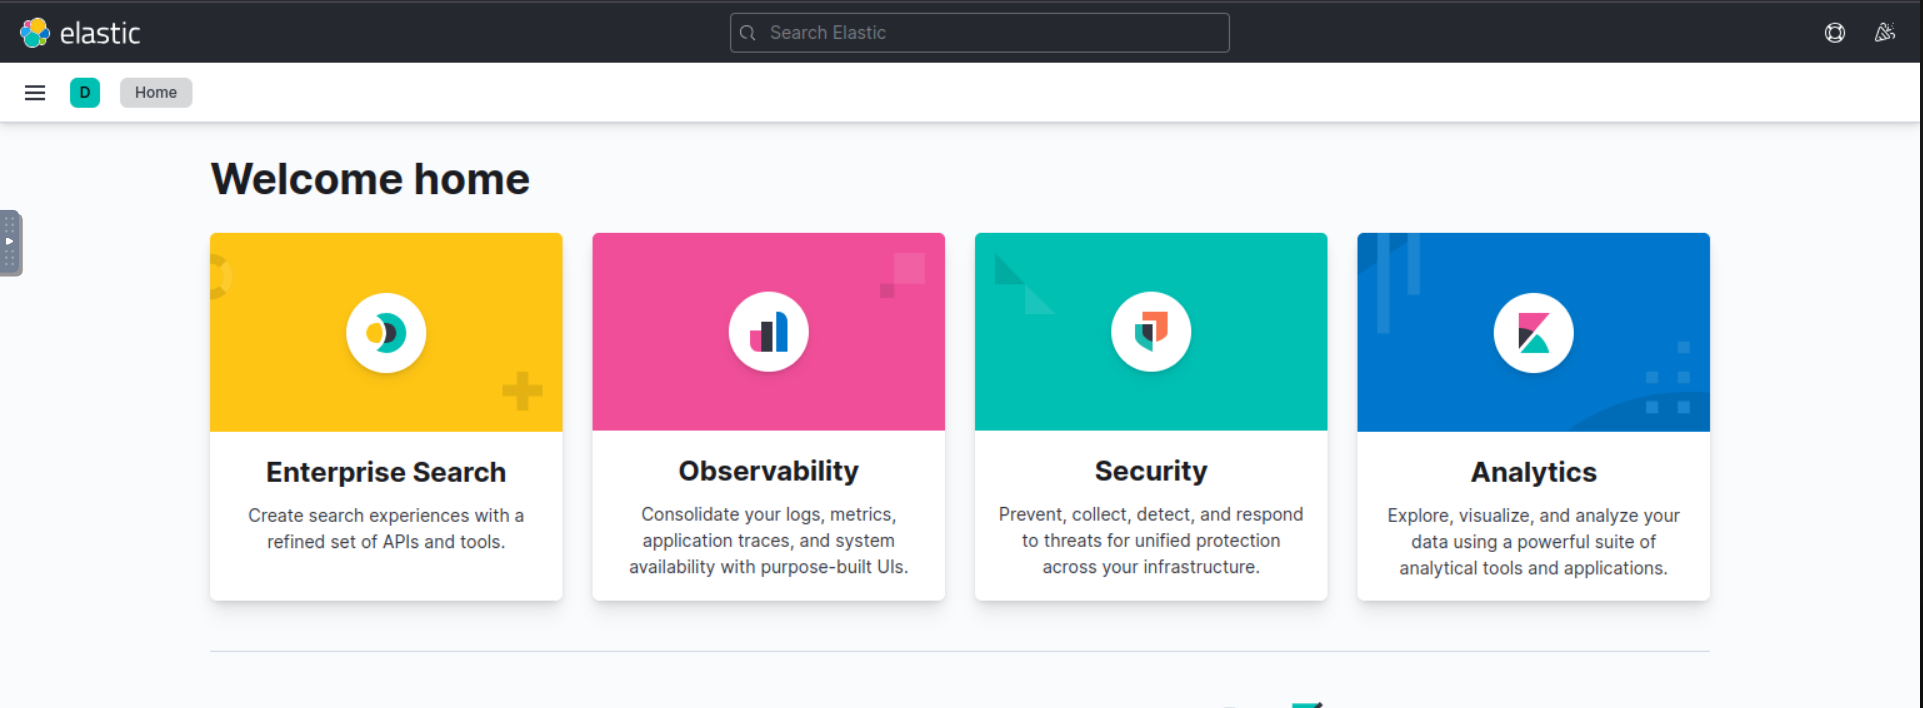 elastic
Search Elastic
D
Home
Welcome home
Enterprise Search
Create search experiences with a
refined set of APIs and tools.
Observability
Consolidate your logs, metrics,
application traces, and system
availability with purpose-built UIs.
Security
Prevent, collect, detect, and respond
to threats for unified protection
across your infrastructure.
Analytics
Explore, visualize, and analyze your
data using a powerful suite of
analytical tools and applications.